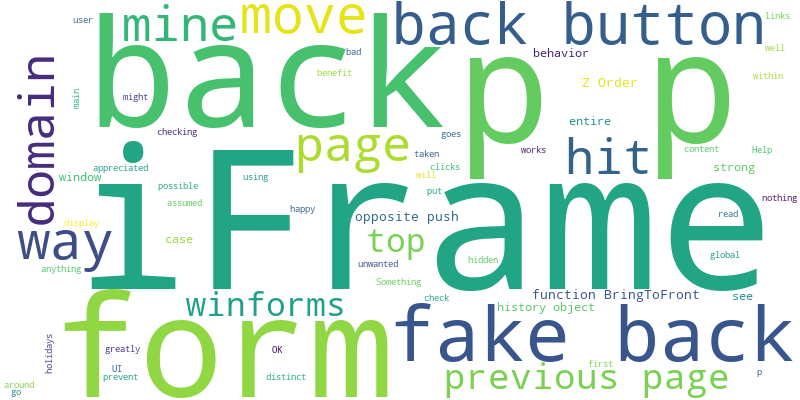 user
mine
move
back button
links
back
p p
bad
behavior
well
domain
benefit
Z Order
within
main
might
entire
checking
page
goes
hit
taken
works
content
Help
appreciated
clicks
strong
window
possible
using
will
put
iFrame
nothing
assumed
happy
opposite push
read
way
display
case
top
hidden
global
anything
unwanted
Something
form
winforms
check
function BringToFront
see
history object
fake back
holidays
greatly
OK
UI
prevent
distinct
previous page
first
p
around
go